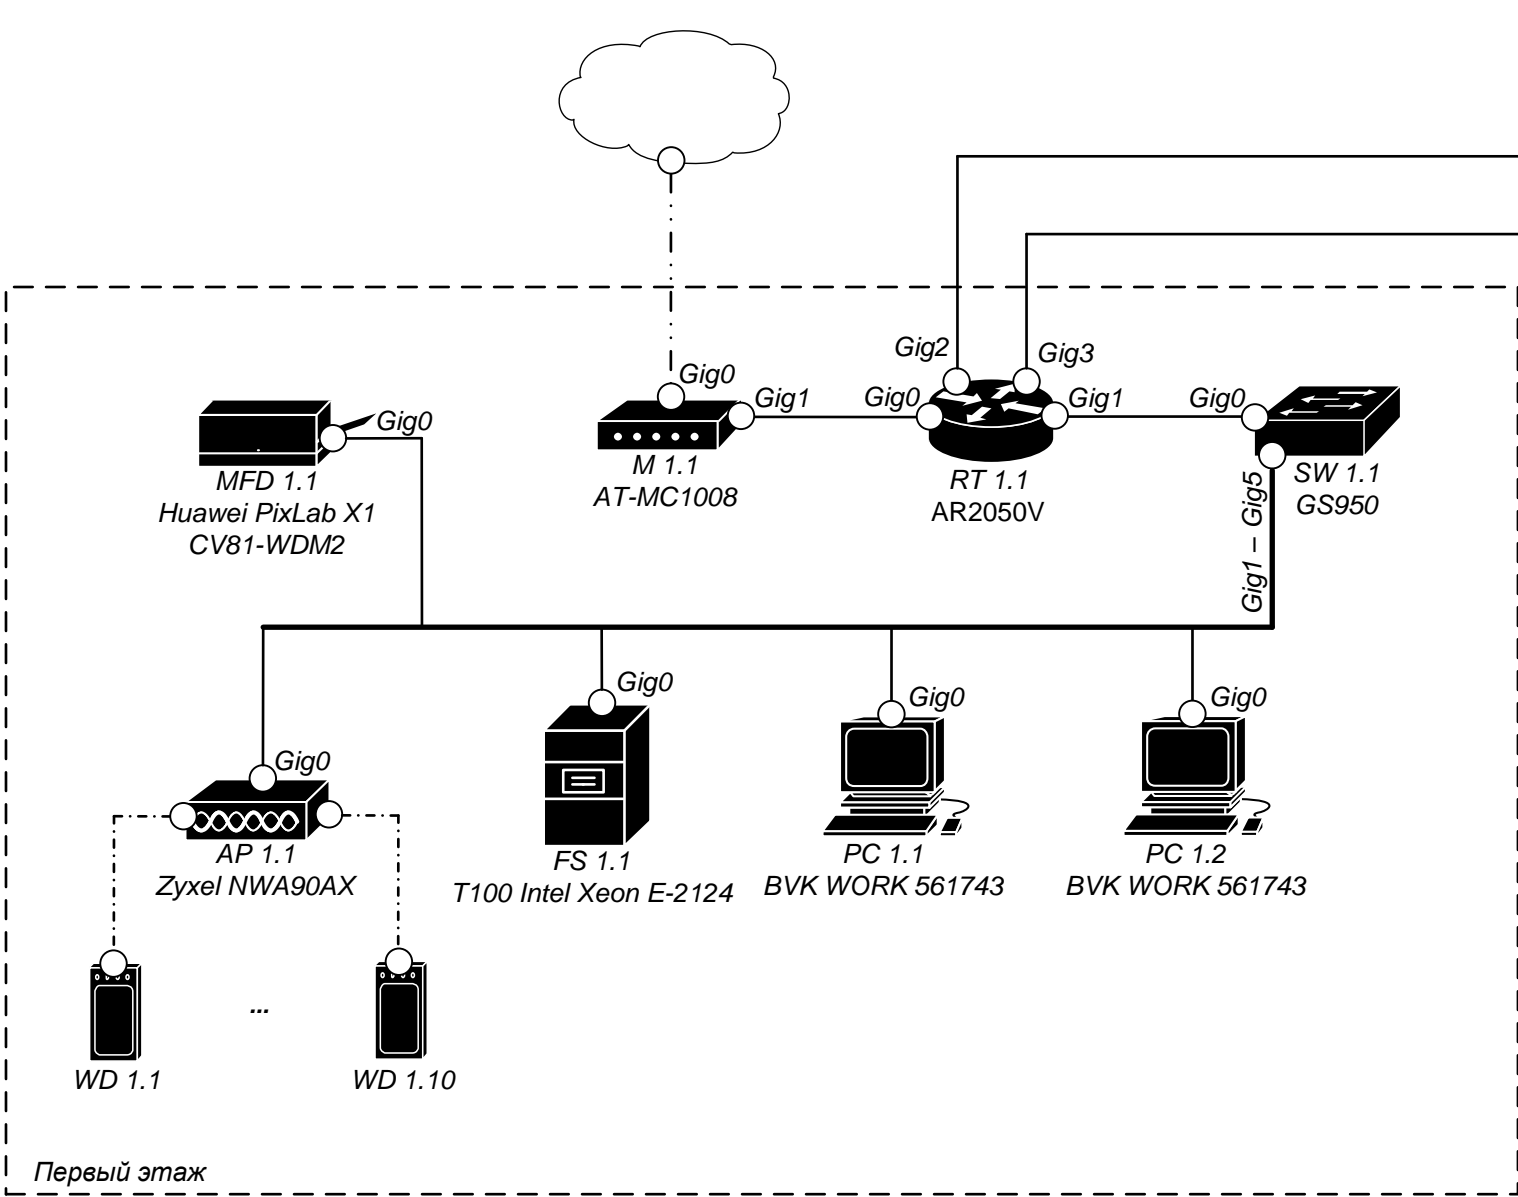 Gig2
Gig3
Gig0
Gig1
Gig0
Gig1
Gig0
Gig0
MFD 1.1
Huawei PixLab X1
CV81-WDM2
M 1.1
AT-MC1008
RT 1.1
AR2050V
SW 1.1
GS950
Gig1 – Gig5
Gig0
Gig0
Gig0
Gig0
AP 1.1
Zyxel NWA90AX
FS 1.1
T100 Intel Xeon E-2124
PC 1.1
BVK WORK 561743
PC 1.2
BVK WORK 561743
...
WD 1.1
WD 1.10
Первый этаж